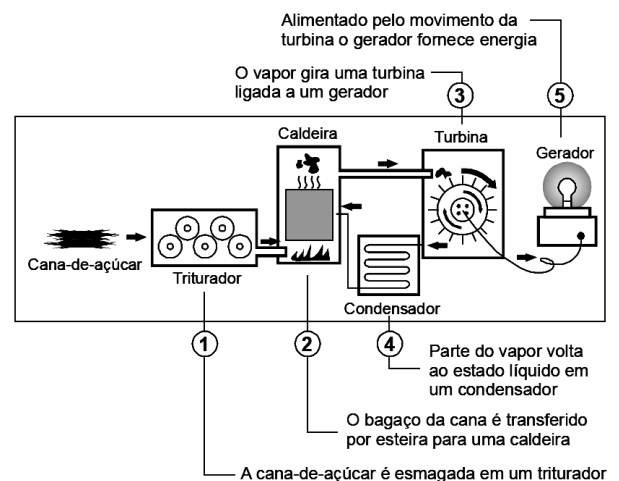 Alimentado pelo movimento da
turbina o gerador fornece energia
O vapor gira uma turbina
ligada a um gerador
3
5
Caldeira
Turbina
Gerador
Cana-de-açúcar
Triturador
Condensador
1
2
4
Parte do vapor volta
ao estado líquido em
um condensador
O bagaço da cana é transferido
por esteira para uma caldeira
A cana-de-açúcar é esmagada em um triturador